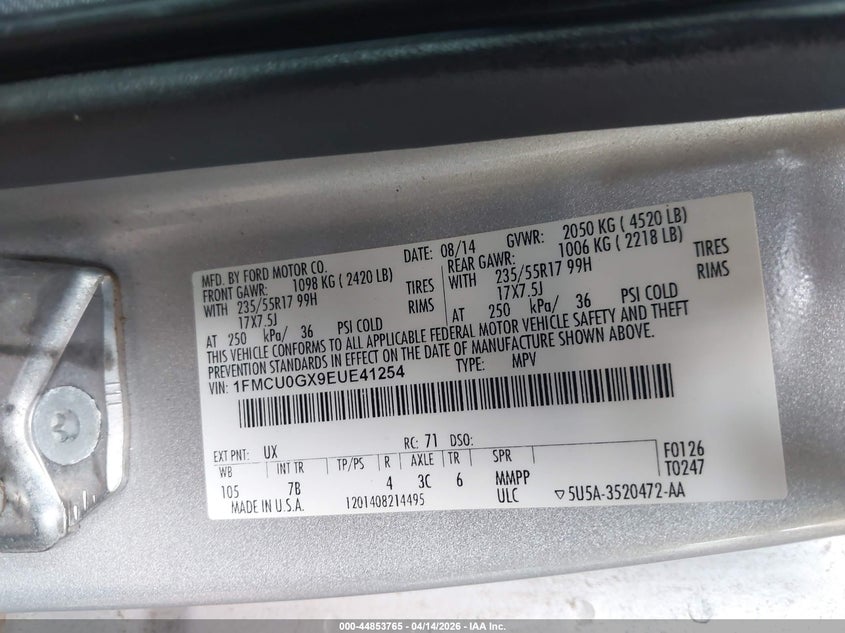 MFD. BY FORD MOTOR CO.
DATE: 08/14 GVWR: 2050 KG ( 4520 LB)
FRONT GAWR: 1098 KG ( 2420 LB) REAR GAWR: 1006 KG ( 2218 LB)
WITH 235/55R17 99H TIRES WITH 235/55R17 99H TIRES
17X7.5J RIMS 17X7.5J RIMS
AT 250 kPa/ 36 PSI COLD AT 250 kPa/ 36 PSI COLD
THIS VEHICLE CONFORMS TO ALL APPLICABLE FEDERAL MOTOR VEHICLE SAFETY AND THEFT
PREVENTION STANDARDS IN EFFECT ON THE DATE OF MANUFACTURE SHOWN ABOVE.
VIN: 1FMCU0GX9EUE41254 TYPE: MPV
EXT PNT: UX RC: 71 DSO: F0126
WB INT TR TP/PS R AXLE TR SPR T0247
105 7B 4 3C 6 MMPP
MADE IN U.S.A. 1201408214495 ULC ▽5U5A-3520472-AA
000-44853765 - 04/14/2026 - IAA Inc.